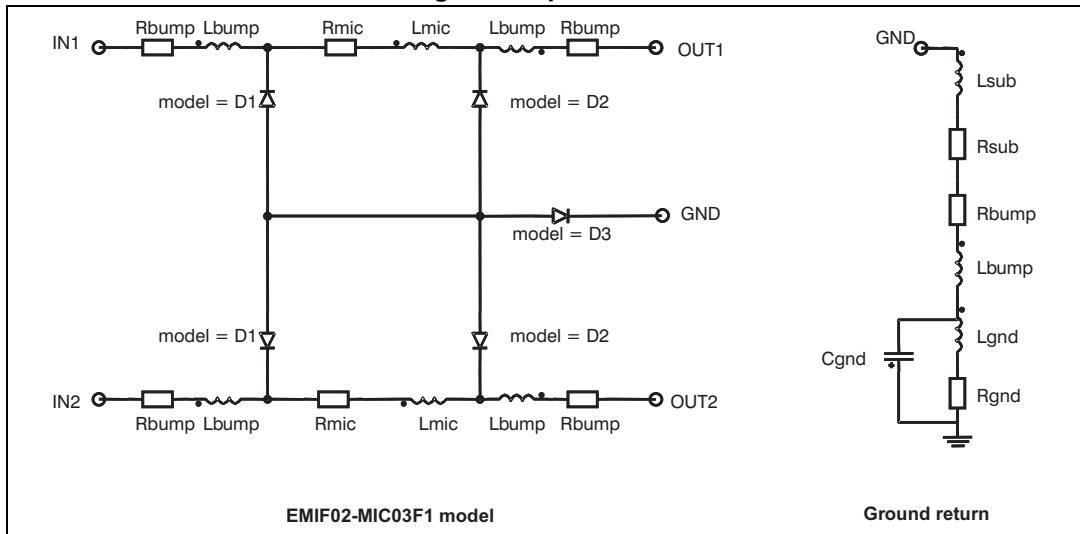 Rbump Lbump Rmic Lmic Lbump Rbump
IN1 OUT1
model = D1 model = D2
GND
model = D3
model = D1 model = D2
IN2 OUT2
Rbump Lbump Rmic Lmic Lbump Rbump
EMIF02-MIC03F1 model
GND
Lsub
Rsub
Rbump
Lbump
Lgnd
Cgnd
Rgnd
Ground return